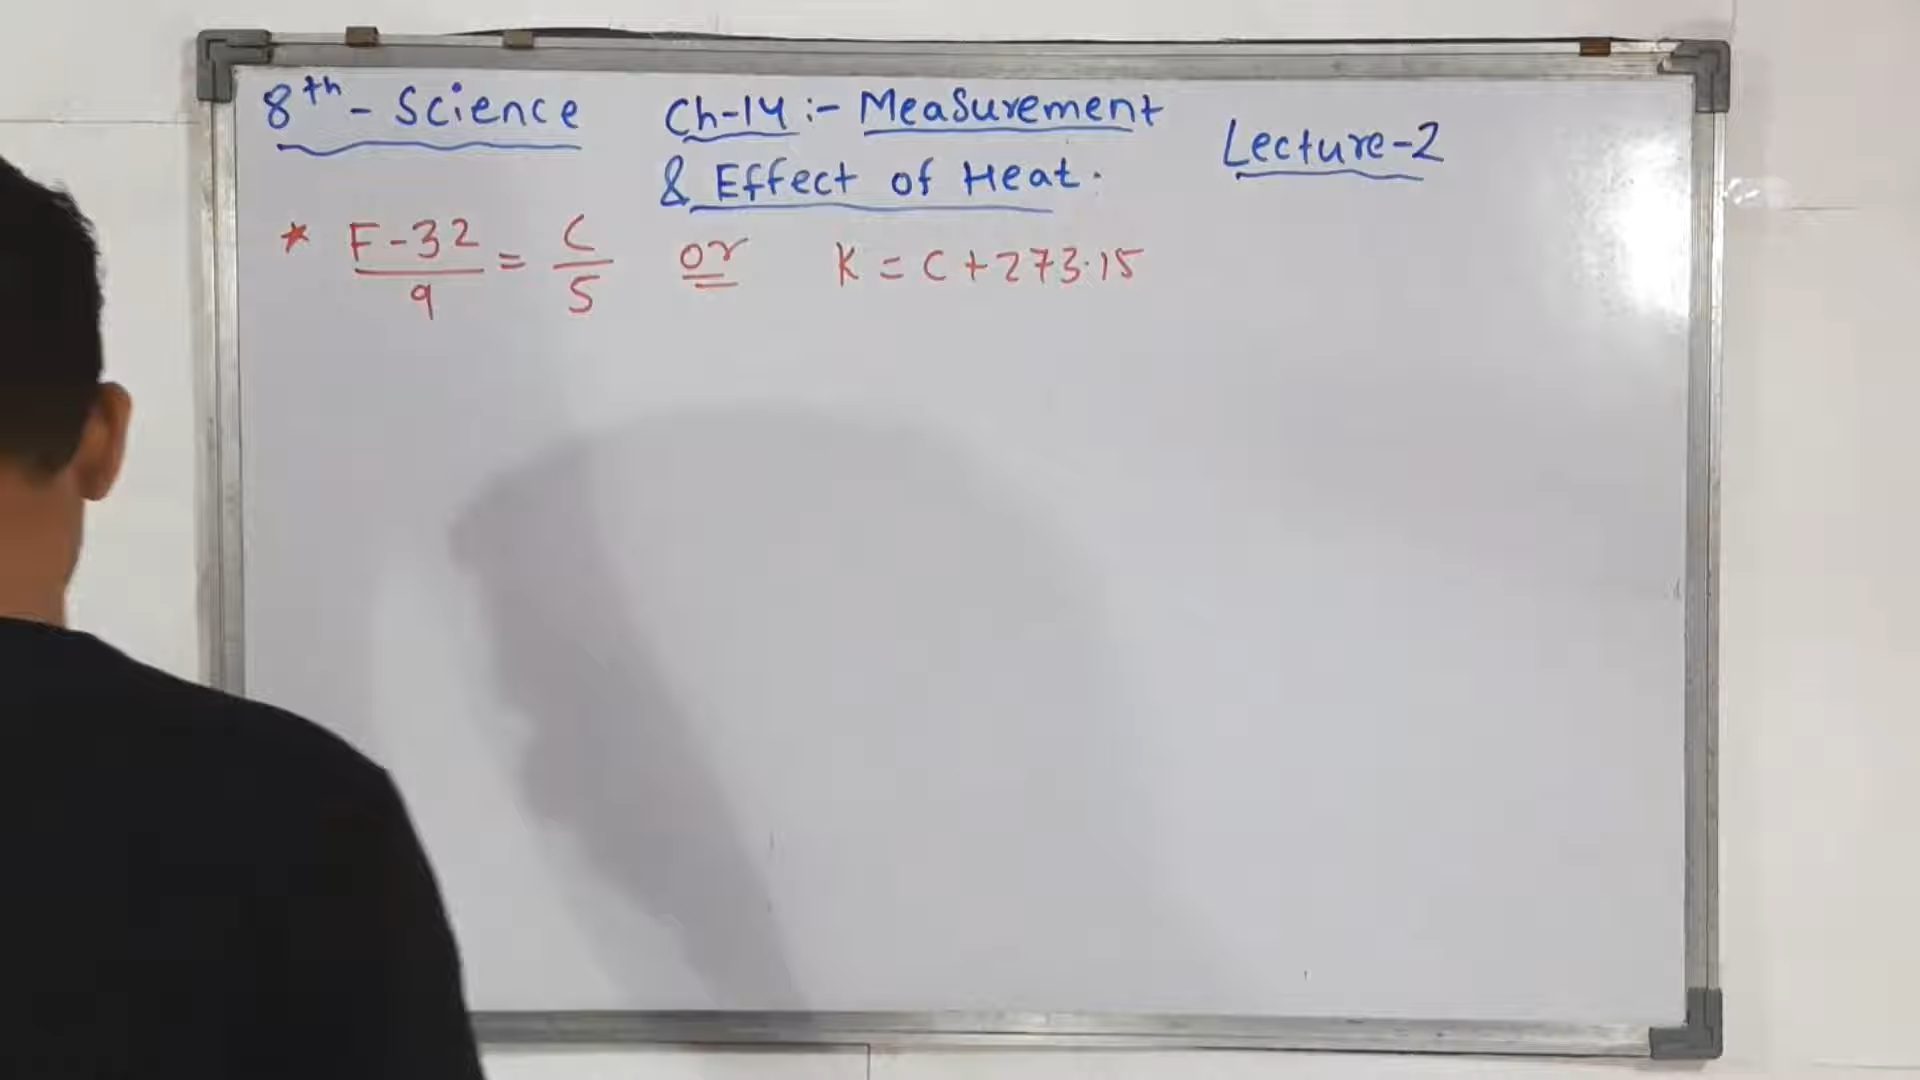 8th - Science Ch-14 :- Measurement
& Effect of Heat.
Lecture-2
* F-32/9 = C/5 or K = C + 273.15